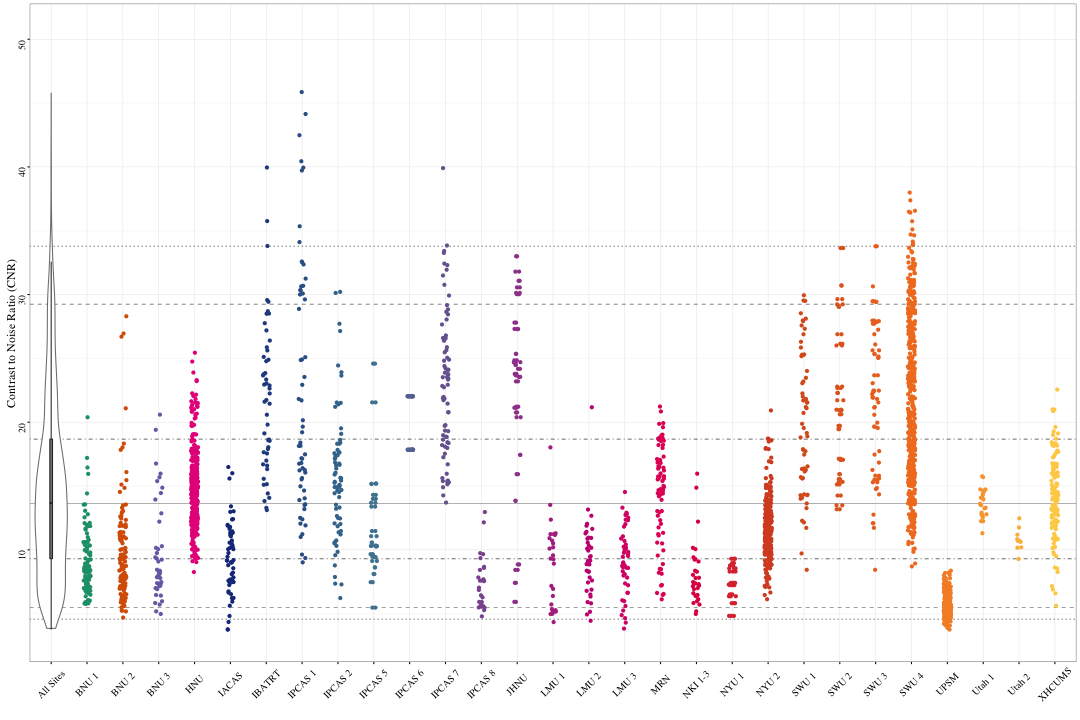 Contrast to Noise Ratio (CNR)
50
40
30
20
10
All Sites
BNU 1
BNU 2
BNU 3
HNU
IACAS
IBATRT
IPCAS 1
IPCAS 2
IPCAS 5
IPCAS 6
IPCAS 7
IPCAS 8
JHNU
LMU 1
LMU 2
LMU 3
MRN
NKI 1-3
NYU 1
NYU 2
SWU 1
SWU 2
SWU 3
SWU 4
UPSM
Utah 1
Utah 2
XHCUMS